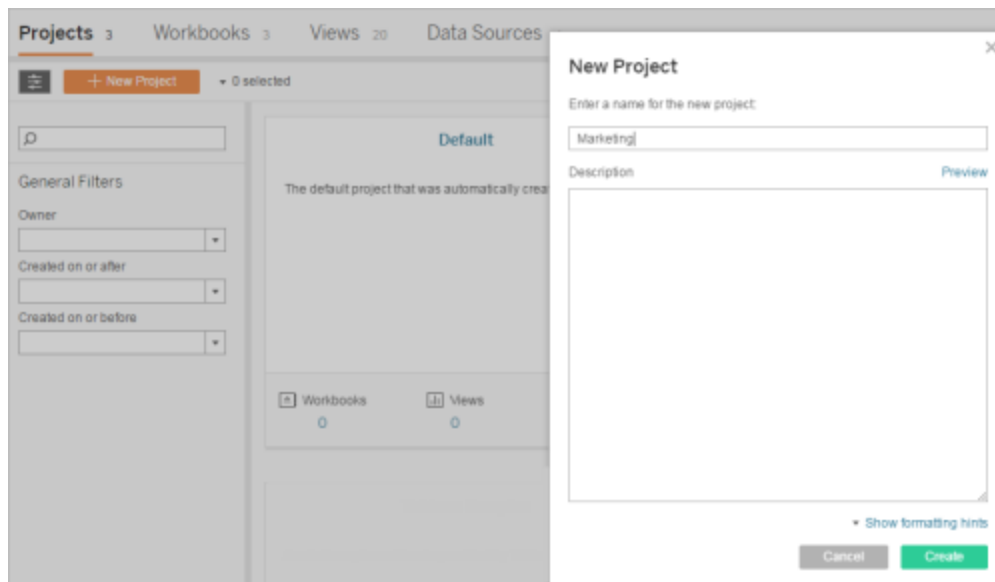 Projects 3 Workbooks 3 Views 20 Data Sources
+ New Project 0 selected
General Filters
Owner
Created on or after
Created on or before
Default
The default project that was automatically crea
Workbooks Views
0 0
New Project
Enter a name for the new project:
Marketing
Description Preview
Show formatting hints
Cancel Create